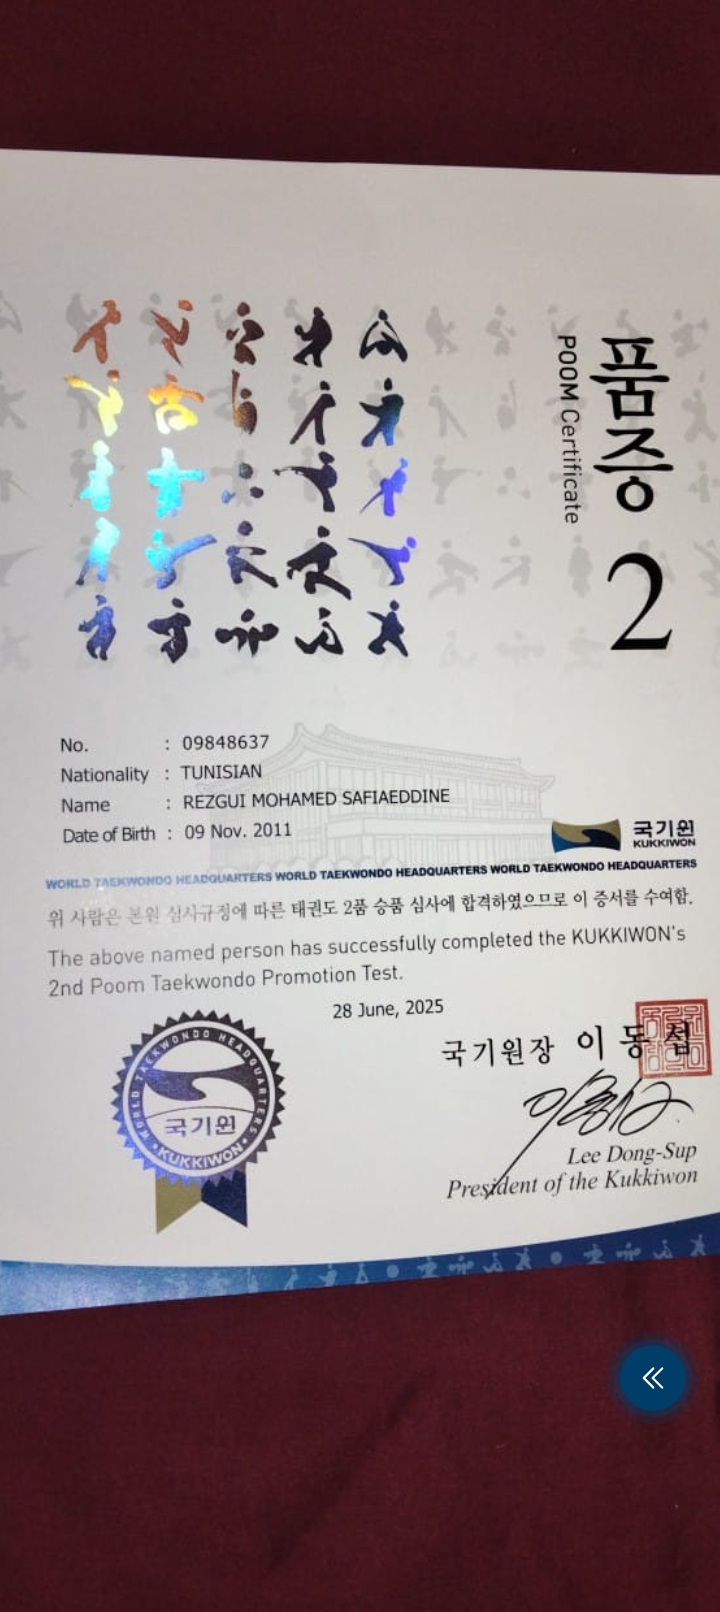 품증
POOM Certificate
2
No. : 09848637
Nationality : TUNISIAN
Name : REZGUI MOHAMED SAFIAEDDINE
Date of Birth : 09 Nov. 2011
국기원
KUKKIWON
WORLD TAEKWONDO HEADQUARTERS WORLD TAEKWONDO HEADQUARTERS WORLD TAEKWONDO HEADQUARTERS
위 사람은 본원 심사규정에 따른 태권도 2품 승품 심사에 합격하였으므로 이 증서를 수여함.
The above named person has successfully completed the KUKKIWON's
2nd Poom Taekwondo Promotion Test.
28 June, 2025
국기원장 이동섭
WORLD TAEKWONDO HEADQUARTERS
국기원
KUKKIWON
Lee Dong-Sup
President of the Kukkiwon